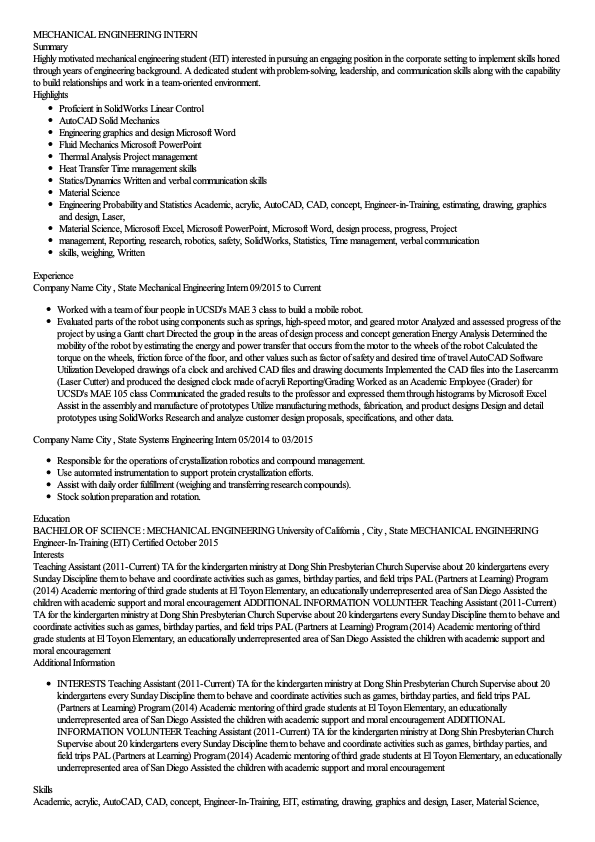 MECHANICAL ENGINEERING INTERN
Summary
Highly motivated mechanical engineering student (EIT) interested in pursuing an engaging position in the corporate setting to implement skills honed
through years of engineering background. A dedicated student with problem-solving, leadership, and communication skills along with the capability
to build relationships and work in a team-oriented environment.
Highlights
• Proficient in SolidWorks Linear Control
• AutoCAD Solid Mechanics
• Engineering graphics and design Microsoft Word
• Fluid Mechanics Microsoft PowerPoint
• Thermal Analysis Project management
• Heat Transfer Time management skills
• Statics/Dynamics Written and verbal communication skills
• Material Science
• Engineering Probability and Statistics Academic, acrylic, AutoCAD, CAD, concept, Engineer-in-Training, estimating, drawing, graphics
and design, Laser,
• Material Science, Microsoft Excel, Microsoft PowerPoint, Microsoft Word, design process, progress, Project
• management, Reporting, research, robotics, safety, SolidWorks, Statistics, Time management, verbal communication
• skills, weighing, Written
Experience
Company Name City , State Mechanical Engineering Intern 09/2015 to Current
• Worked with a team of four people in UCSD's MAE 3 class to build a mobile robot.
• Evaluated parts of the robot using components such as springs, high-speed motor, and geared motor Analyzed and assessed progress of the
project by using a Gantt chart Directed the group in the areas of design process and concept generation Energy Analysis Determined the
mobility of the robot by estimating the energy and power transfer that occurs from the motor to the wheels of the robot Calculated the
torque on the wheels, friction force of the floor, and other values such as factor of safety and desired time of travel AutoCAD Software
Utilization Developed drawings of a clock and archived CAD files and drawing documents Implemented the CAD files into the Lasercamm
(Laser Cutter) and produced the designed clock made of acryli Reporting/Grading Worked as an Academic Employee (Grader) for
UCSD's MAE 105 class Communicated the graded results to the professor and expressed them through histograms by Microsoft Excel
Assist in the assembly and manufacture of prototypes Utilize manufacturing methods, fabrication, and product designs Design and detail
prototypes using SolidWorks Research and analyze customer design proposals, specifications, and other data.
Company Name City , State Systems Engineering Intern 05/2014 to 03/2015
• Responsible for the operations of crystallization robotics and compound management.
• Use automated instrumentation to support protein crystallization efforts.
• Assist with daily order fulfillment (weighing and transferring research compounds).
• Stock solution preparation and rotation.
Education
BACHELOR OF SCIENCE : MECHANICAL ENGINEERING University of California , City , State MECHANICAL ENGINEERING
Engineer-In-Training (EIT) Certified October 2015
Interests
Teaching Assistant (2011-Current) TA for the kindergarten ministry at Dong Shin Presbyterian Church Supervise about 20 kindergartens every
Sunday Discipline them to behave and coordinate activities such as games, birthday parties, and field trips PAL (Partners at Learning) Program
(2014) Academic mentoring of third grade students at El Toyon Elementary, an educationally underrepresented area of San Diego Assisted the
children with academic support and moral encouragement ADDITIONAL INFORMATION VOLUNTEER Teaching Assistant (2011-Current)
TA for the kindergarten ministry at Dong Shin Presbyterian Church Supervise about 20 kindergartens every Sunday Discipline them to behave and
coordinate activities such as games, birthday parties, and field trips PAL (Partners at Learning) Program (2014) Academic mentoring of third
grade students at El Toyon Elementary, an educationally underrepresented area of San Diego Assisted the children with academic support and
moral encouragement
Additional Information
• INTERESTS Teaching Assistant (2011-Current) TA for the kindergarten ministry at Dong Shin Presbyterian Church Supervise about 20
kindergartens every Sunday Discipline them to behave and coordinate activities such as games, birthday parties, and field trips PAL
(Partners at Learning) Program (2014) Academic mentoring of third grade students at El Toyon Elementary, an educationally
underrepresented area of San Diego Assisted the children with academic support and moral encouragement ADDITIONAL
INFORMATION VOLUNTEER Teaching Assistant (2011-Current) TA for the kindergarten ministry at Dong Shin Presbyterian Church
Supervise about 20 kindergartens every Sunday Discipline them to behave and coordinate activities such as games, birthday parties, and
field trips PAL (Partners at Learning) Program (2014) Academic mentoring of third grade students at El Toyon Elementary, an educationally
underrepresented area of San Diego Assisted the children with academic support and moral encouragement
Skills
Academic, acrylic, AutoCAD, CAD, concept, Engineer-In-Training, EIT, estimating, drawing, graphics and design, Laser, Material Science,